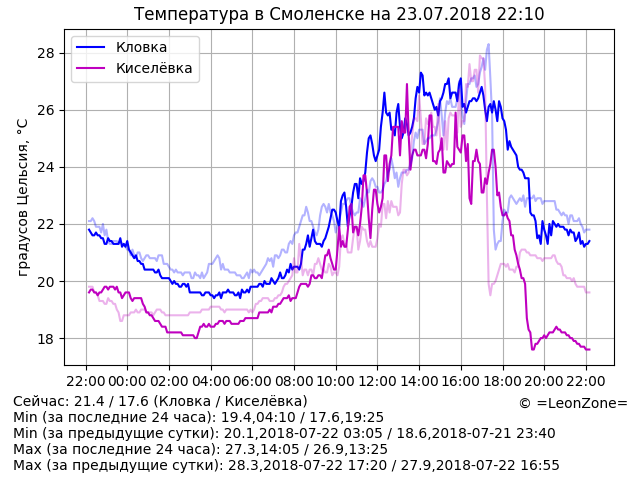 Температура в Смоленске на 23.07.2018 22:10
Кловка
Киселёвка
градусов Цельсия, °C
28
26
24
22
20
18
22:00 00:00 02:00 04:00 06:00 08:00 10:00 12:00 14:00 16:00 18:00 20:00 22:00
Сейчас: 21.4 / 17.6 (Кловка / Киселёвка)
© =LeonZone=
Min (за последние 24 часа): 19.4,04:10 / 17.6,19:25
Min (за предыдущие сутки): 20.1,2018-07-22 03:05 / 18.6,2018-07-21 23:40
Max (за последние 24 часа): 27.3,14:05 / 26.9,13:25
Max (за предыдущие сутки): 28.3,2018-07-22 17:20 / 27.9,2018-07-22 16:55